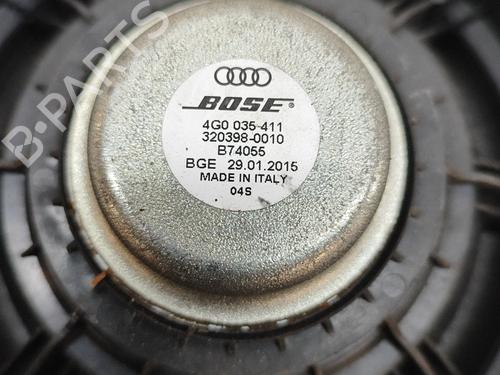 B-PARTS
BOSE®
4G0 035 411
320398-0010
B74055
BGE 29.01.2015
MADE IN ITALY
04S